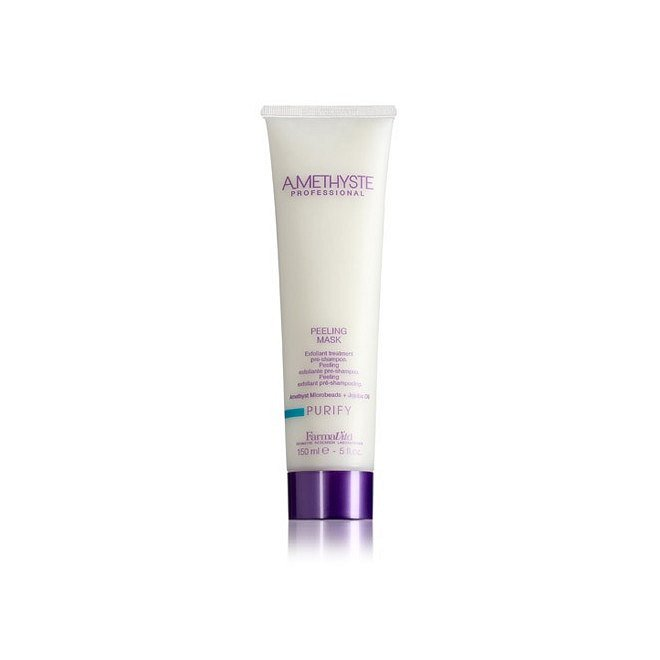 AMETHYSTE
PROFESSIONAL
PEELING
MASK
Exfoliant treatment
pre-shampoo.
Peeling
exfoliante pre-shampoo.
Peeling
exfoliant pré-shampooing.
Amethyst Microbeads + Jojoba Oil
PURIFY
FarmaVita
150 ml e - 5 fl.oz.